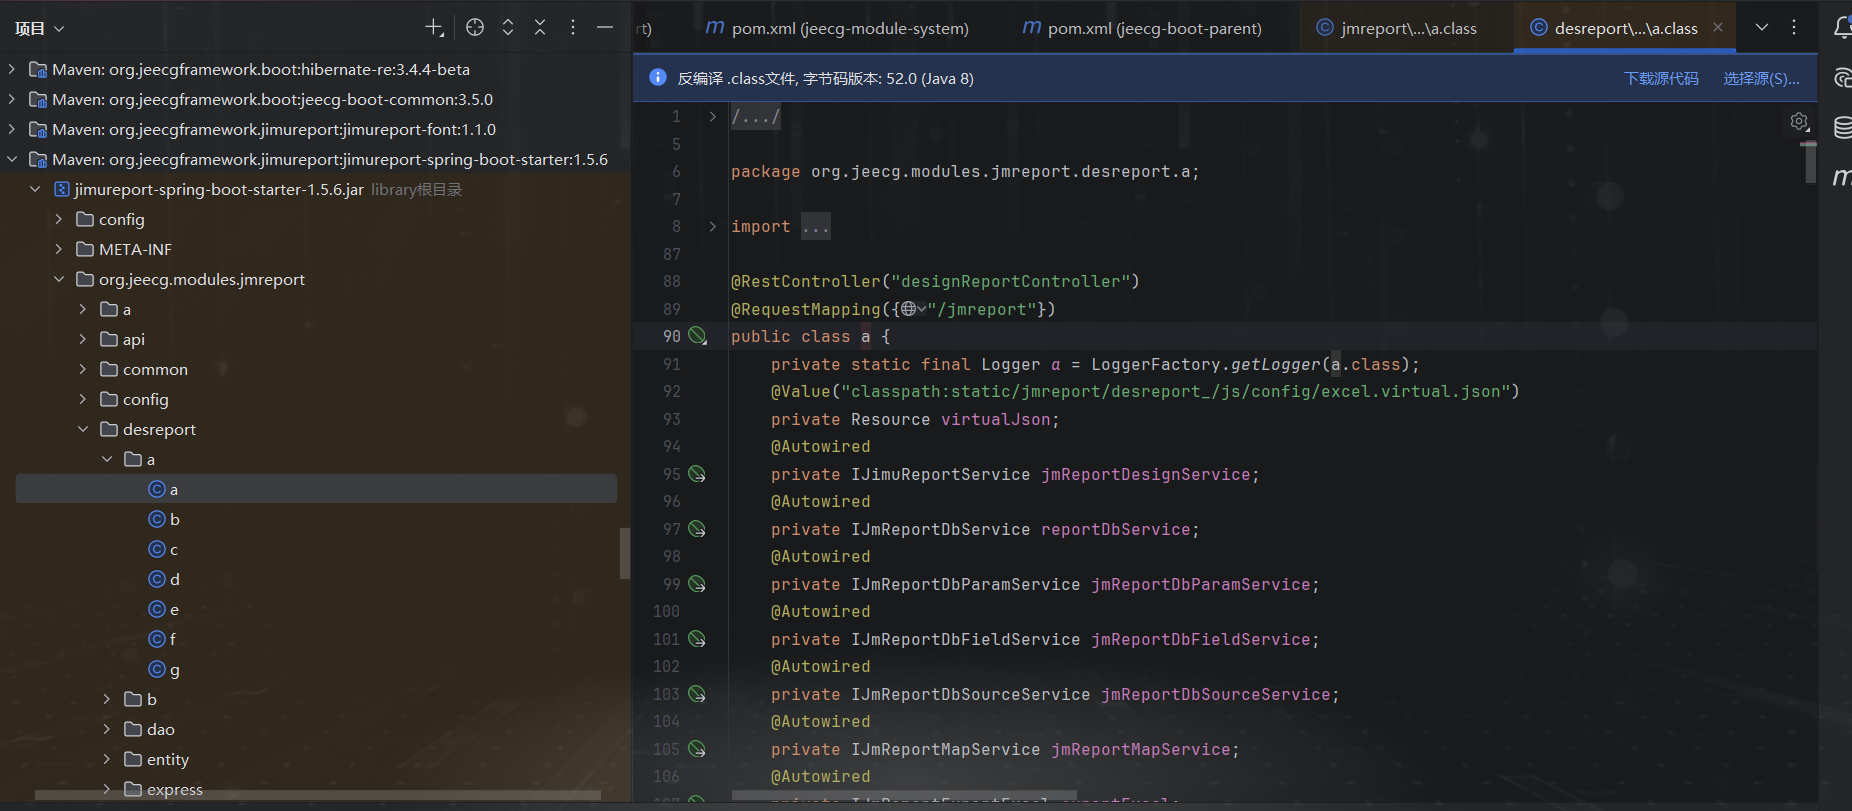 项目
rt)
pom.xml (jeecg-module-system)
pom.xml (jeecg-boot-parent)
jmreport\...\a.class
desreport\...\a.class
Maven: org.jeecgframework.boot:hibernate-re:3.4.4-beta
Maven: org.jeecgframework.boot:jeecg-boot-common:3.5.0
Maven: org.jeecgframework.jimureport:jimureport-font:1.1.0
Maven: org.jeecgframework.jimureport:jimureport-spring-boot-starter:1.5.6
jimureport-spring-boot-starter-1.5.6.jar library根目录
config
META-INF
org.jeecg.modules.jmreport
a
api
common
config
desreport
a
a
b
c
d
e
f
g
b
dao
entity
express
反编译 .class文件, 字节码版本: 52.0 (Java 8)
下载源代码 选择源(S)...
1 /.../
5
6 package org.jeecg.modules.jmreport.desreport.a;
7
8 import ...
87
88 @RestController("designReportController")
89 @RequestMapping({"/jmreport"})
90 public class a {
91 private static final Logger a = LoggerFactory.getLogger(a.class);
92 @Value("classpath:static/jmreport/desreport_/js/config/excel.virtual.json")
93 private Resource virtualJson;
94 @Autowired
95 private IJimuReportService jmReportDesignService;
96 @Autowired
97 private IJmReportDbService reportDbService;
98 @Autowired
99 private IJmReportDbParamService jmReportDbParamService;
100 @Autowired
101 private IJmReportDbFieldService jmReportDbFieldService;
102 @Autowired
103 private IJmReportDbSourceService jmReportDbSourceService;
104 @Autowired
105 private IJmReportMapService jmReportMapService;
106 @Autowired